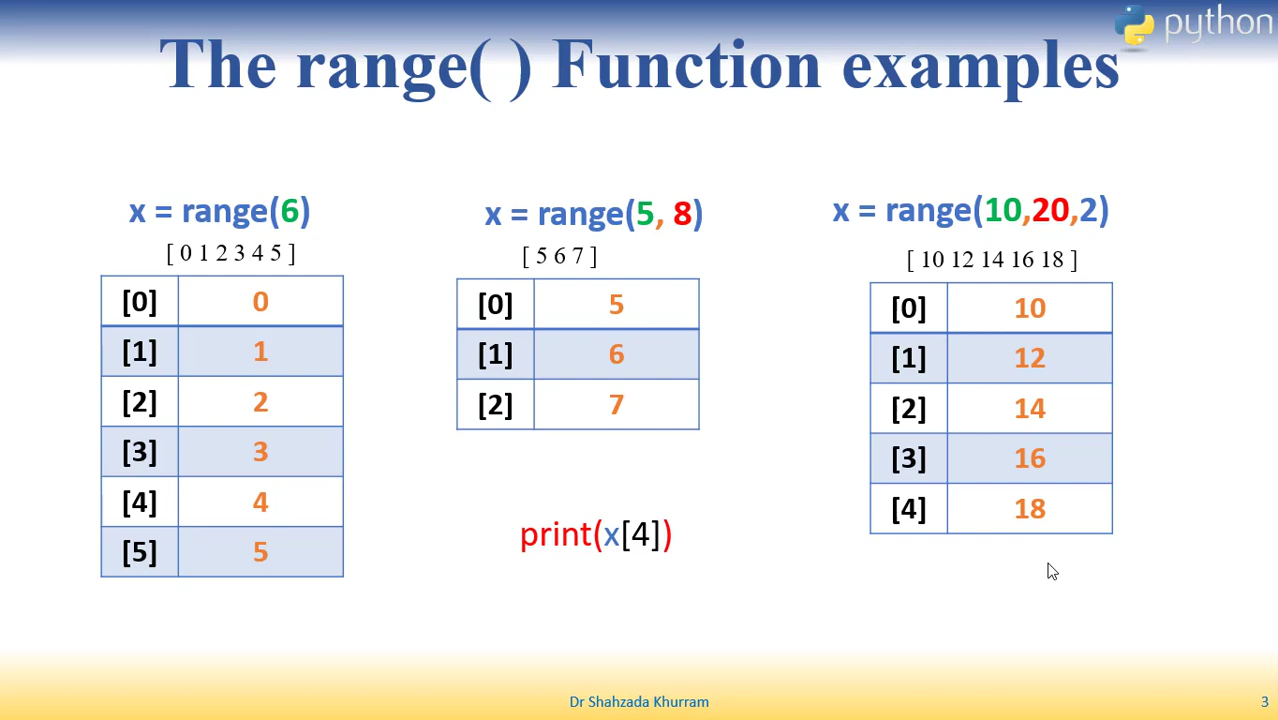 python
The range( ) Function examples
x = range(6)
[ 0 1 2 3 4 5 ]
[0] 0
[1] 1
[2] 2
[3] 3
[4] 4
[5] 5
x = range(5, 8)
[ 5 6 7 ]
[0] 5
[1] 6
[2] 7
print(x[4])
x = range(10,20,2)
[ 10 12 14 16 18 ]
[0] 10
[1] 12
[2] 14
[3] 16
[4] 18
Dr Shahzada Khurram
3